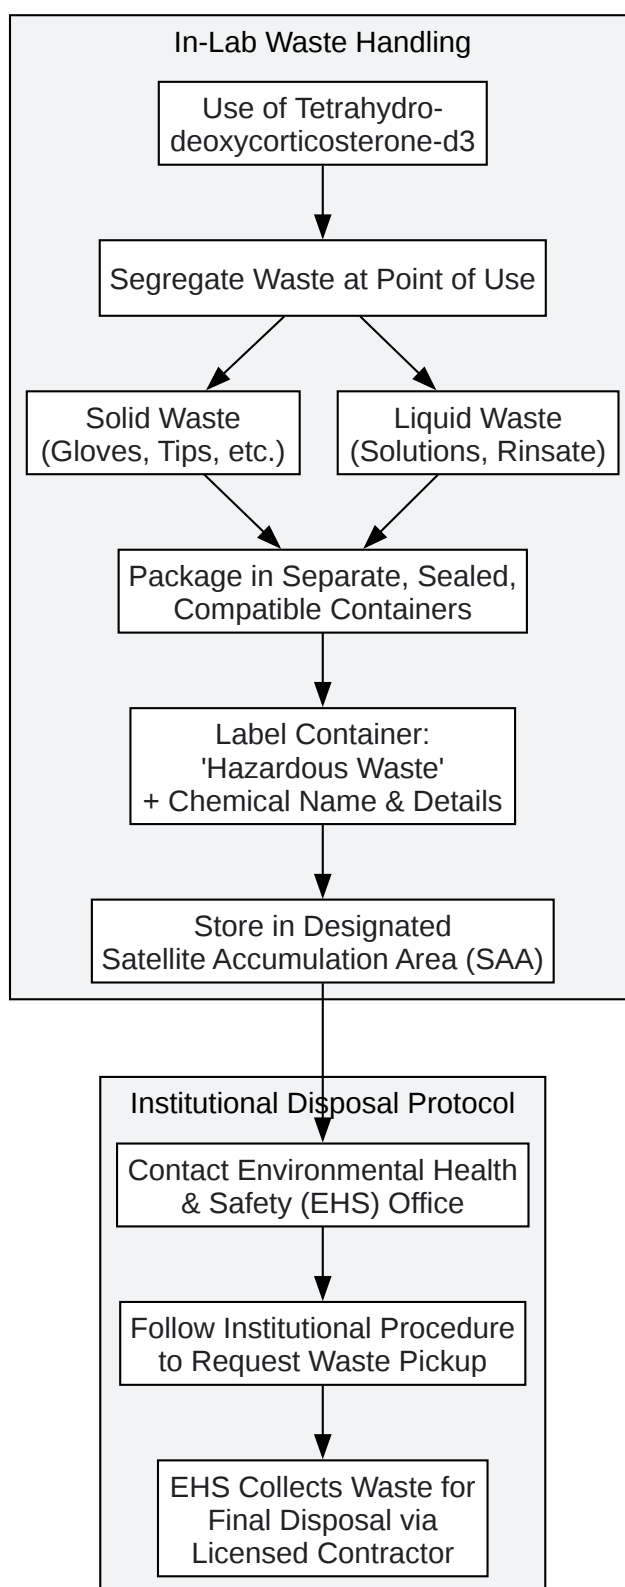 In-Lab Waste Handling
Use of Tetrahydro-
deoxycorticosterone-d3
Segregate Waste at Point of Use
Solid Waste
(Gloves, Tips, etc.)
Liquid Waste
(Solutions, Rinsate)
Package in Separate, Sealed,
Compatible Containers
Label Container:
'Hazardous Waste'
+ Chemical Name & Details
Store in Designated
Satellite Accumulation Area (SAA)
Institutional Disposal Protocol
Contact Environmental Health
& Safety (EHS) Office
Follow Institutional Procedure
to Request Waste Pickup
EHS Collects Waste for
Final Disposal via
Licensed Contractor